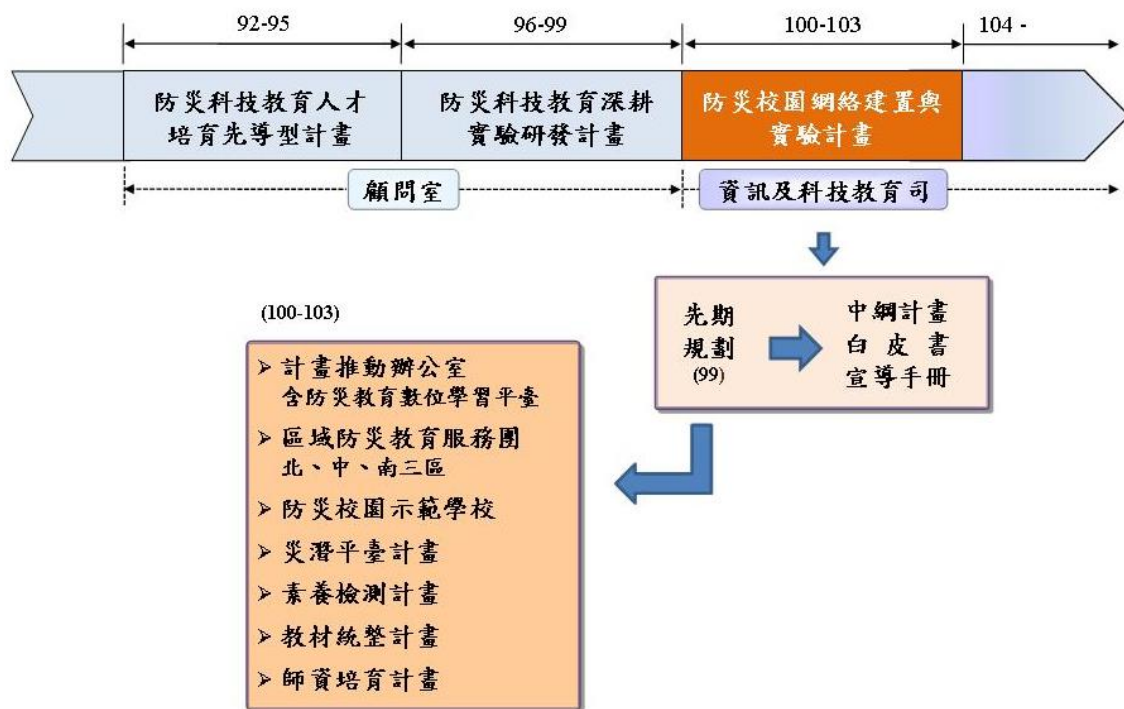 92-95
96-99
100-103
104 -
防災科技教育人才
培育先導型計畫
防災科技教育深耕
實驗研發計畫
防災校園網絡建置與
實驗計畫
顧問室
資訊及科技教育司
先期
規劃
(99)
中綱計畫
白皮書
宣導手冊
(100-103)
➢ 計畫推動辦公室
含防災教育數位學習平臺
➢ 區域防災教育服務團
北、中、南三區
➢ 防災校園示範學校
➢ 災潛平臺計畫
➢ 素養檢測計畫
➢ 教材統整計畫
➢ 師資培育計畫